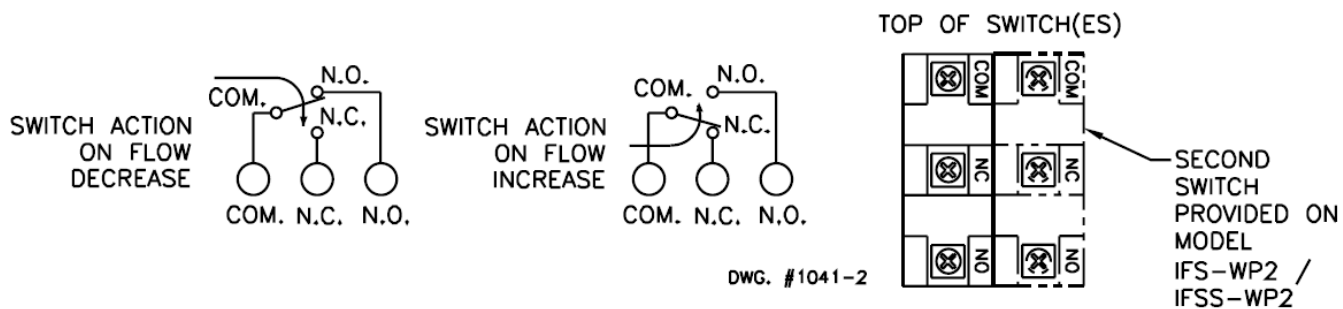 SWITCH ACTION
ON FLOW
DECREASE
COM.
N.O.
N.C.
COM. N.C. N.O.
SWITCH ACTION
ON FLOW
INCREASE
COM.
N.O.
N.C.
COM. N.C. N.O.
DWG. #1041-2
TOP OF SWITCH(ES)
COM COM
NC NC
NO NO
SECOND
SWITCH
PROVIDED ON
MODEL
IFS-WP2 /
IFSS-WP2